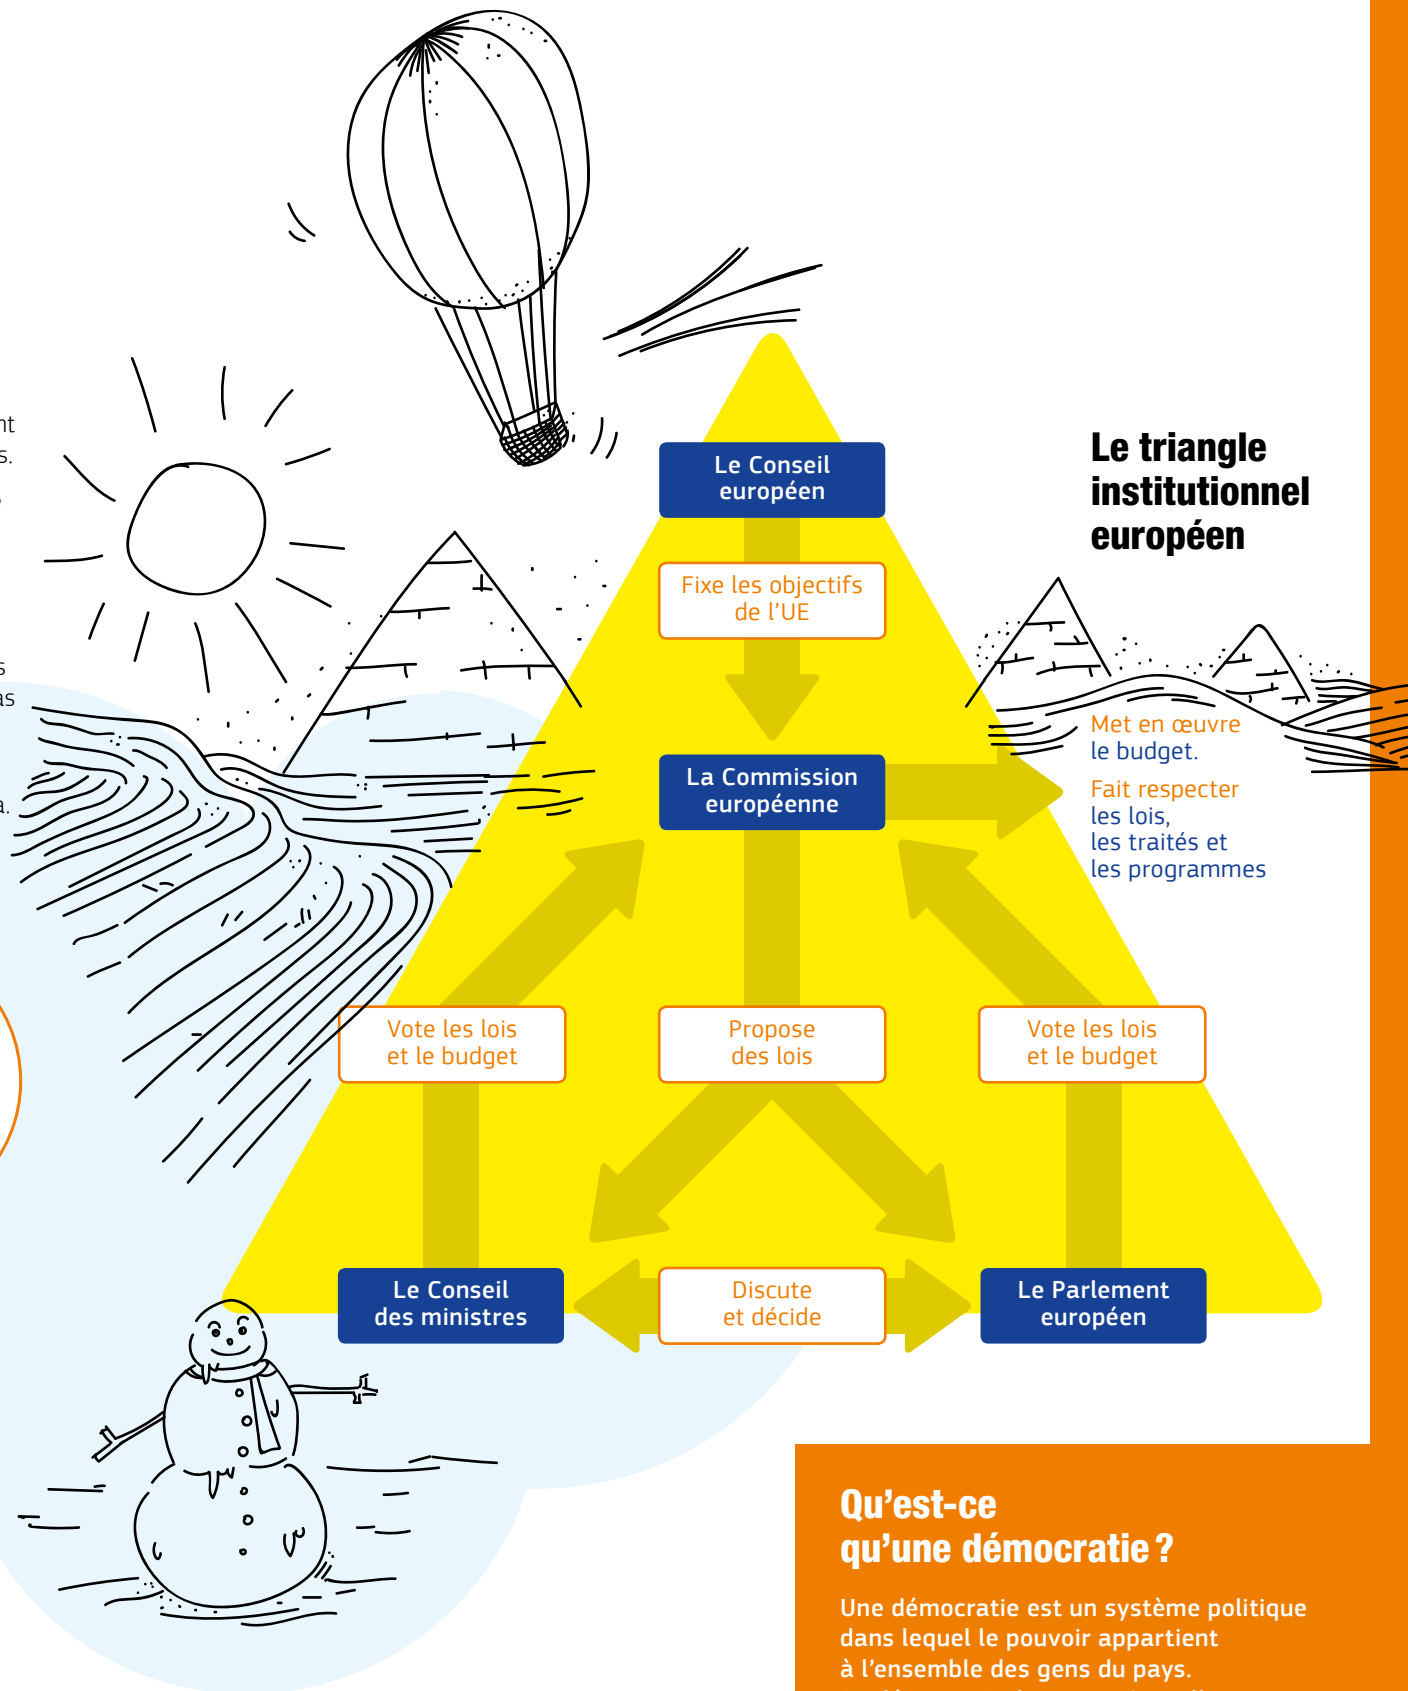 nt
s.
s
as
a.
Le triangle
institutionnel
européen
Le Conseil
européen
Fixe les objectifs
de l’UE
La Commission
européenne
Met en œuvre
le budget.
Fait respecter
les lois,
les traités et
les programmes
Vote les lois
et le budget
Propose
des lois
Vote les lois
et le budget
Le Conseil
des ministres
Discute
et décide
Le Parlement
européen
Qu’est-ce
qu’une démocratie ?
Une démocratie est un système politique
dans lequel le pouvoir appartient
à l’ensemble des gens du pays.